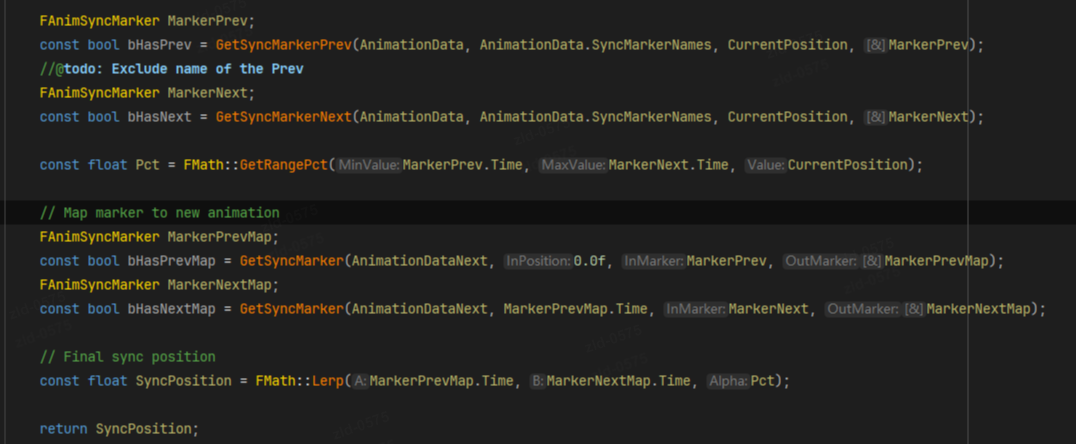 FAnimSyncMarker MarkerPrev;
const bool bHasPrev = GetSyncMarkerPrev(AnimationData, AnimationData.SyncMarkerNames, CurrentPosition, [&]MarkerPrev);
//@todo: Exclude name of the Prev
FAnimSyncMarker MarkerNext;
const bool bHasNext = GetSyncMarkerNext(AnimationData, AnimationData.SyncMarkerNames, CurrentPosition, [&]MarkerNext);
const float Pct = FMath::GetRangePct(MinValue:MarkerPrev.Time, MaxValue:MarkerNext.Time, Value:CurrentPosition);
// Map marker to new animation
FAnimSyncMarker MarkerPrevMap;
const bool bHasPrevMap = GetSyncMarker(AnimationDataNext, InPosition:0.0f, InMarker:MarkerPrev, OutMarker:[&]MarkerPrevMap);
FAnimSyncMarker MarkerNextMap;
const bool bHasNextMap = GetSyncMarker(AnimationDataNext, MarkerPrevMap.Time, InMarker:MarkerNext, OutMarker:[&]MarkerNextMap);
// Final sync position
const float SyncPosition = FMath::Lerp(A:MarkerPrevMap.Time, B:MarkerNextMap.Time, Alpha:Pct);
return SyncPosition;